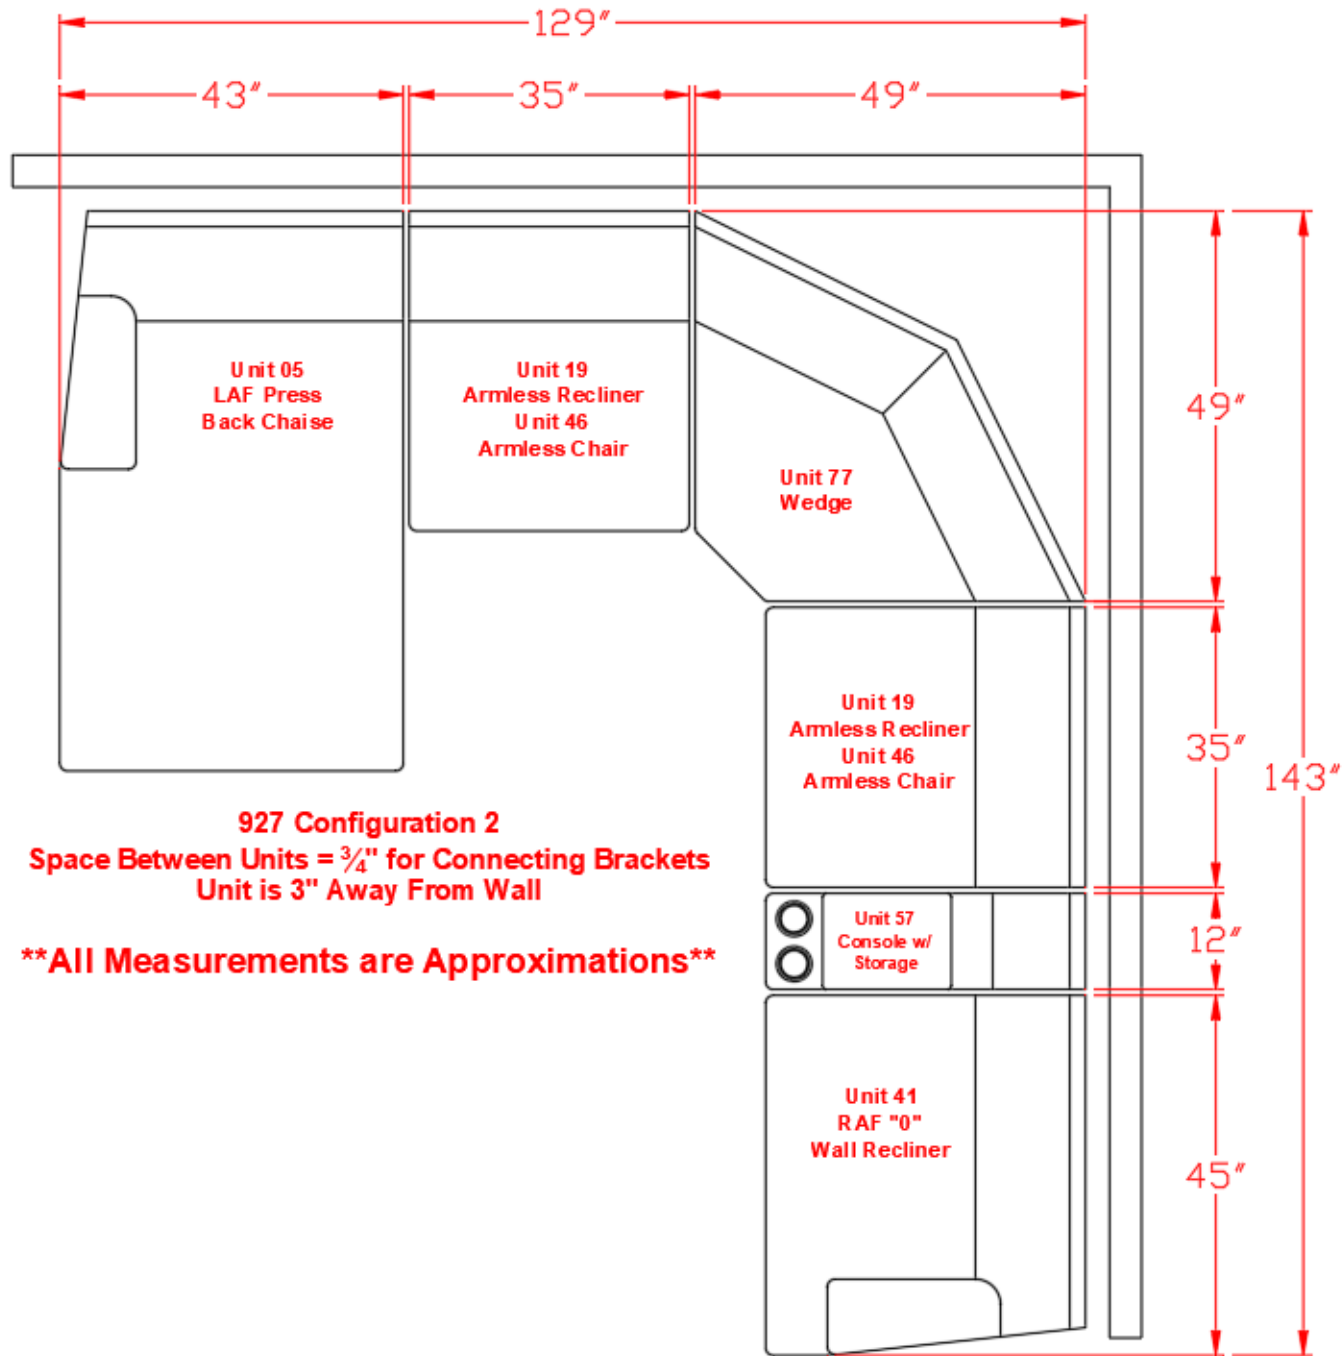 129"
43"
35"
49"
Unit 05
LAF Press
Back Chaise
Unit 19
Armless Recliner
Unit 46
Armless Chair
Unit 77
Wedge
49"
Unit 19
Armless Recliner
Unit 46
Armless Chair
35"
143"
927 Configuration 2
Space Between Units = ¾" for Connecting Brackets
Unit is 3" Away From Wall
**All Measurements are Approximations**
Unit 57
Console w/
Storage
12"
Unit 41
RAF "0"
Wall Recliner
45"